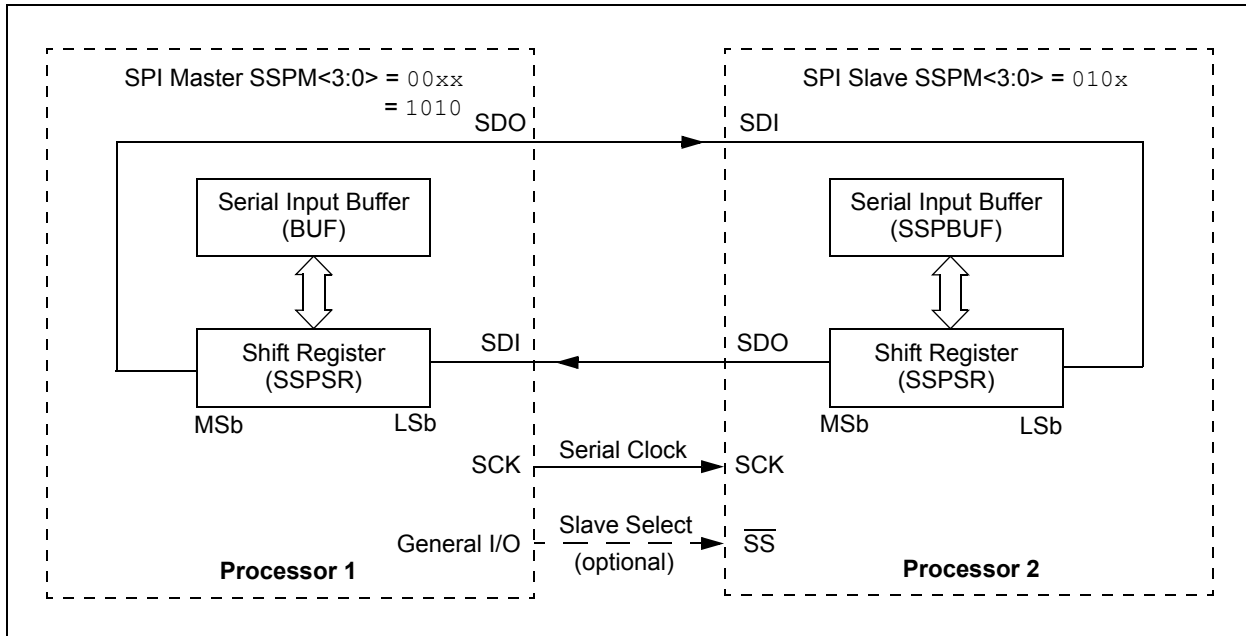 SPI Master SSPM<3:0> = 00xx
= 1010
SPI Slave SSPM<3:0> = 010x
SDO
SDI
Serial Input Buffer
(BUF)
Serial Input Buffer
(SSPBUF)
SDI
SDO
Shift Register
(SSPSR)
Shift Register
(SSPSR)
MSb
LSb
MSb
LSb
SCK
Serial Clock
SCK
General I/O
Slave Select
(optional)
SS
Processor 1
Processor 2